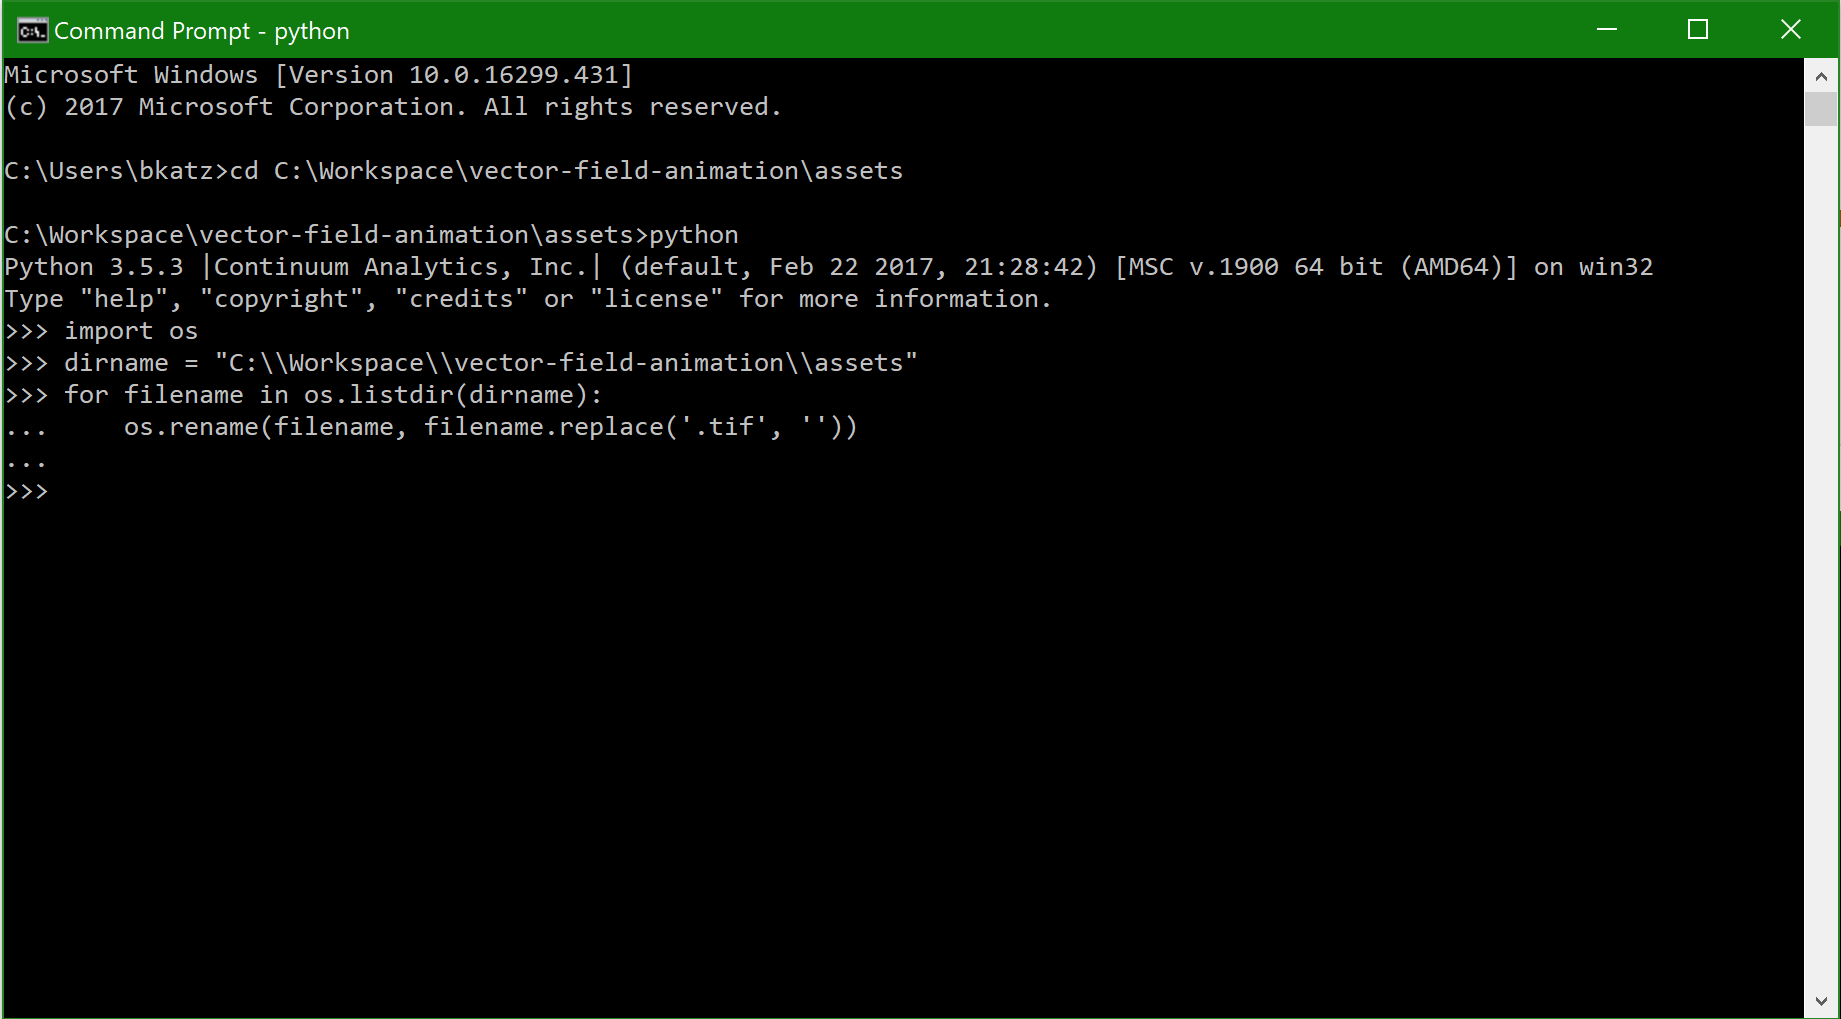 Command Prompt - python
Microsoft Windows [Version 10.0.16299.431]
(c) 2017 Microsoft Corporation. All rights reserved.
C:\Users\bkatz>cd C:\Workspace\vector-field-animation\assets
C:\Workspace\vector-field-animation\assets>python
Python 3.5.3 |Continuum Analytics, Inc.| (default, Feb 22 2017, 21:28:42) [MSC v.1900 64 bit (AMD64)] on win32
Type "help", "copyright", "credits" or "license" for more information.
>>> import os
>>> dirname = "C:\\Workspace\\vector-field-animation\\assets"
>>> for filename in os.listdir(dirname):
...     os.rename(filename, filename.replace('.tif', ''))
...
>>>